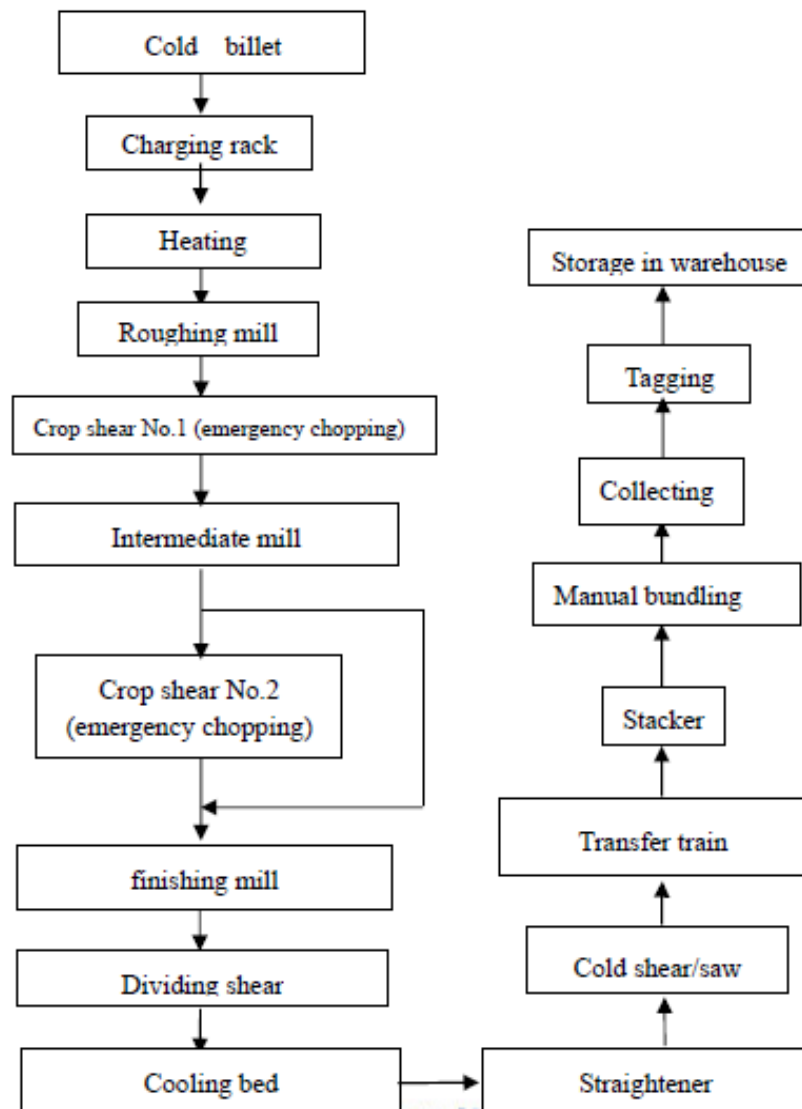 Cold billet
Charging rack
Heating
Roughing mill
Crop shear No.1 (emergency chopping)
Intermediate mill
Crop shear No.2
(emergency chopping)
finishing mill
Dividing shear
Cooling bed
Straightener
Cold shear/saw
Transfer train
Stacker
Manual bundling
Collecting
Tagging
Storage in warehouse